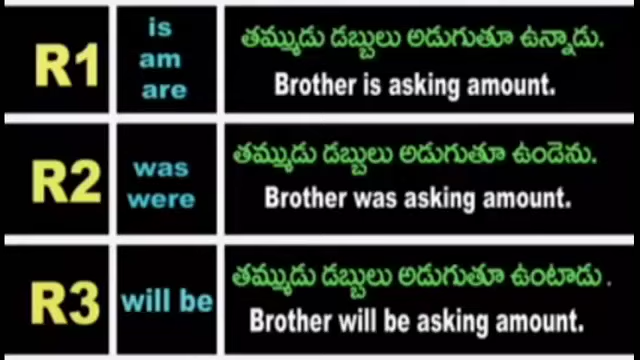 R1
is
am
are
తమ్ముడు డబ్బులు అడుగుతూ ఉన్నాడు.
Brother is asking amount.
R2
was
were
తమ్ముడు డబ్బులు అడుగుతూ ఉండెను.
Brother was asking amount.
R3
will be
తమ్ముడు డబ్బులు అడుగుతూ ఉంటాడు.
Brother will be asking amount.